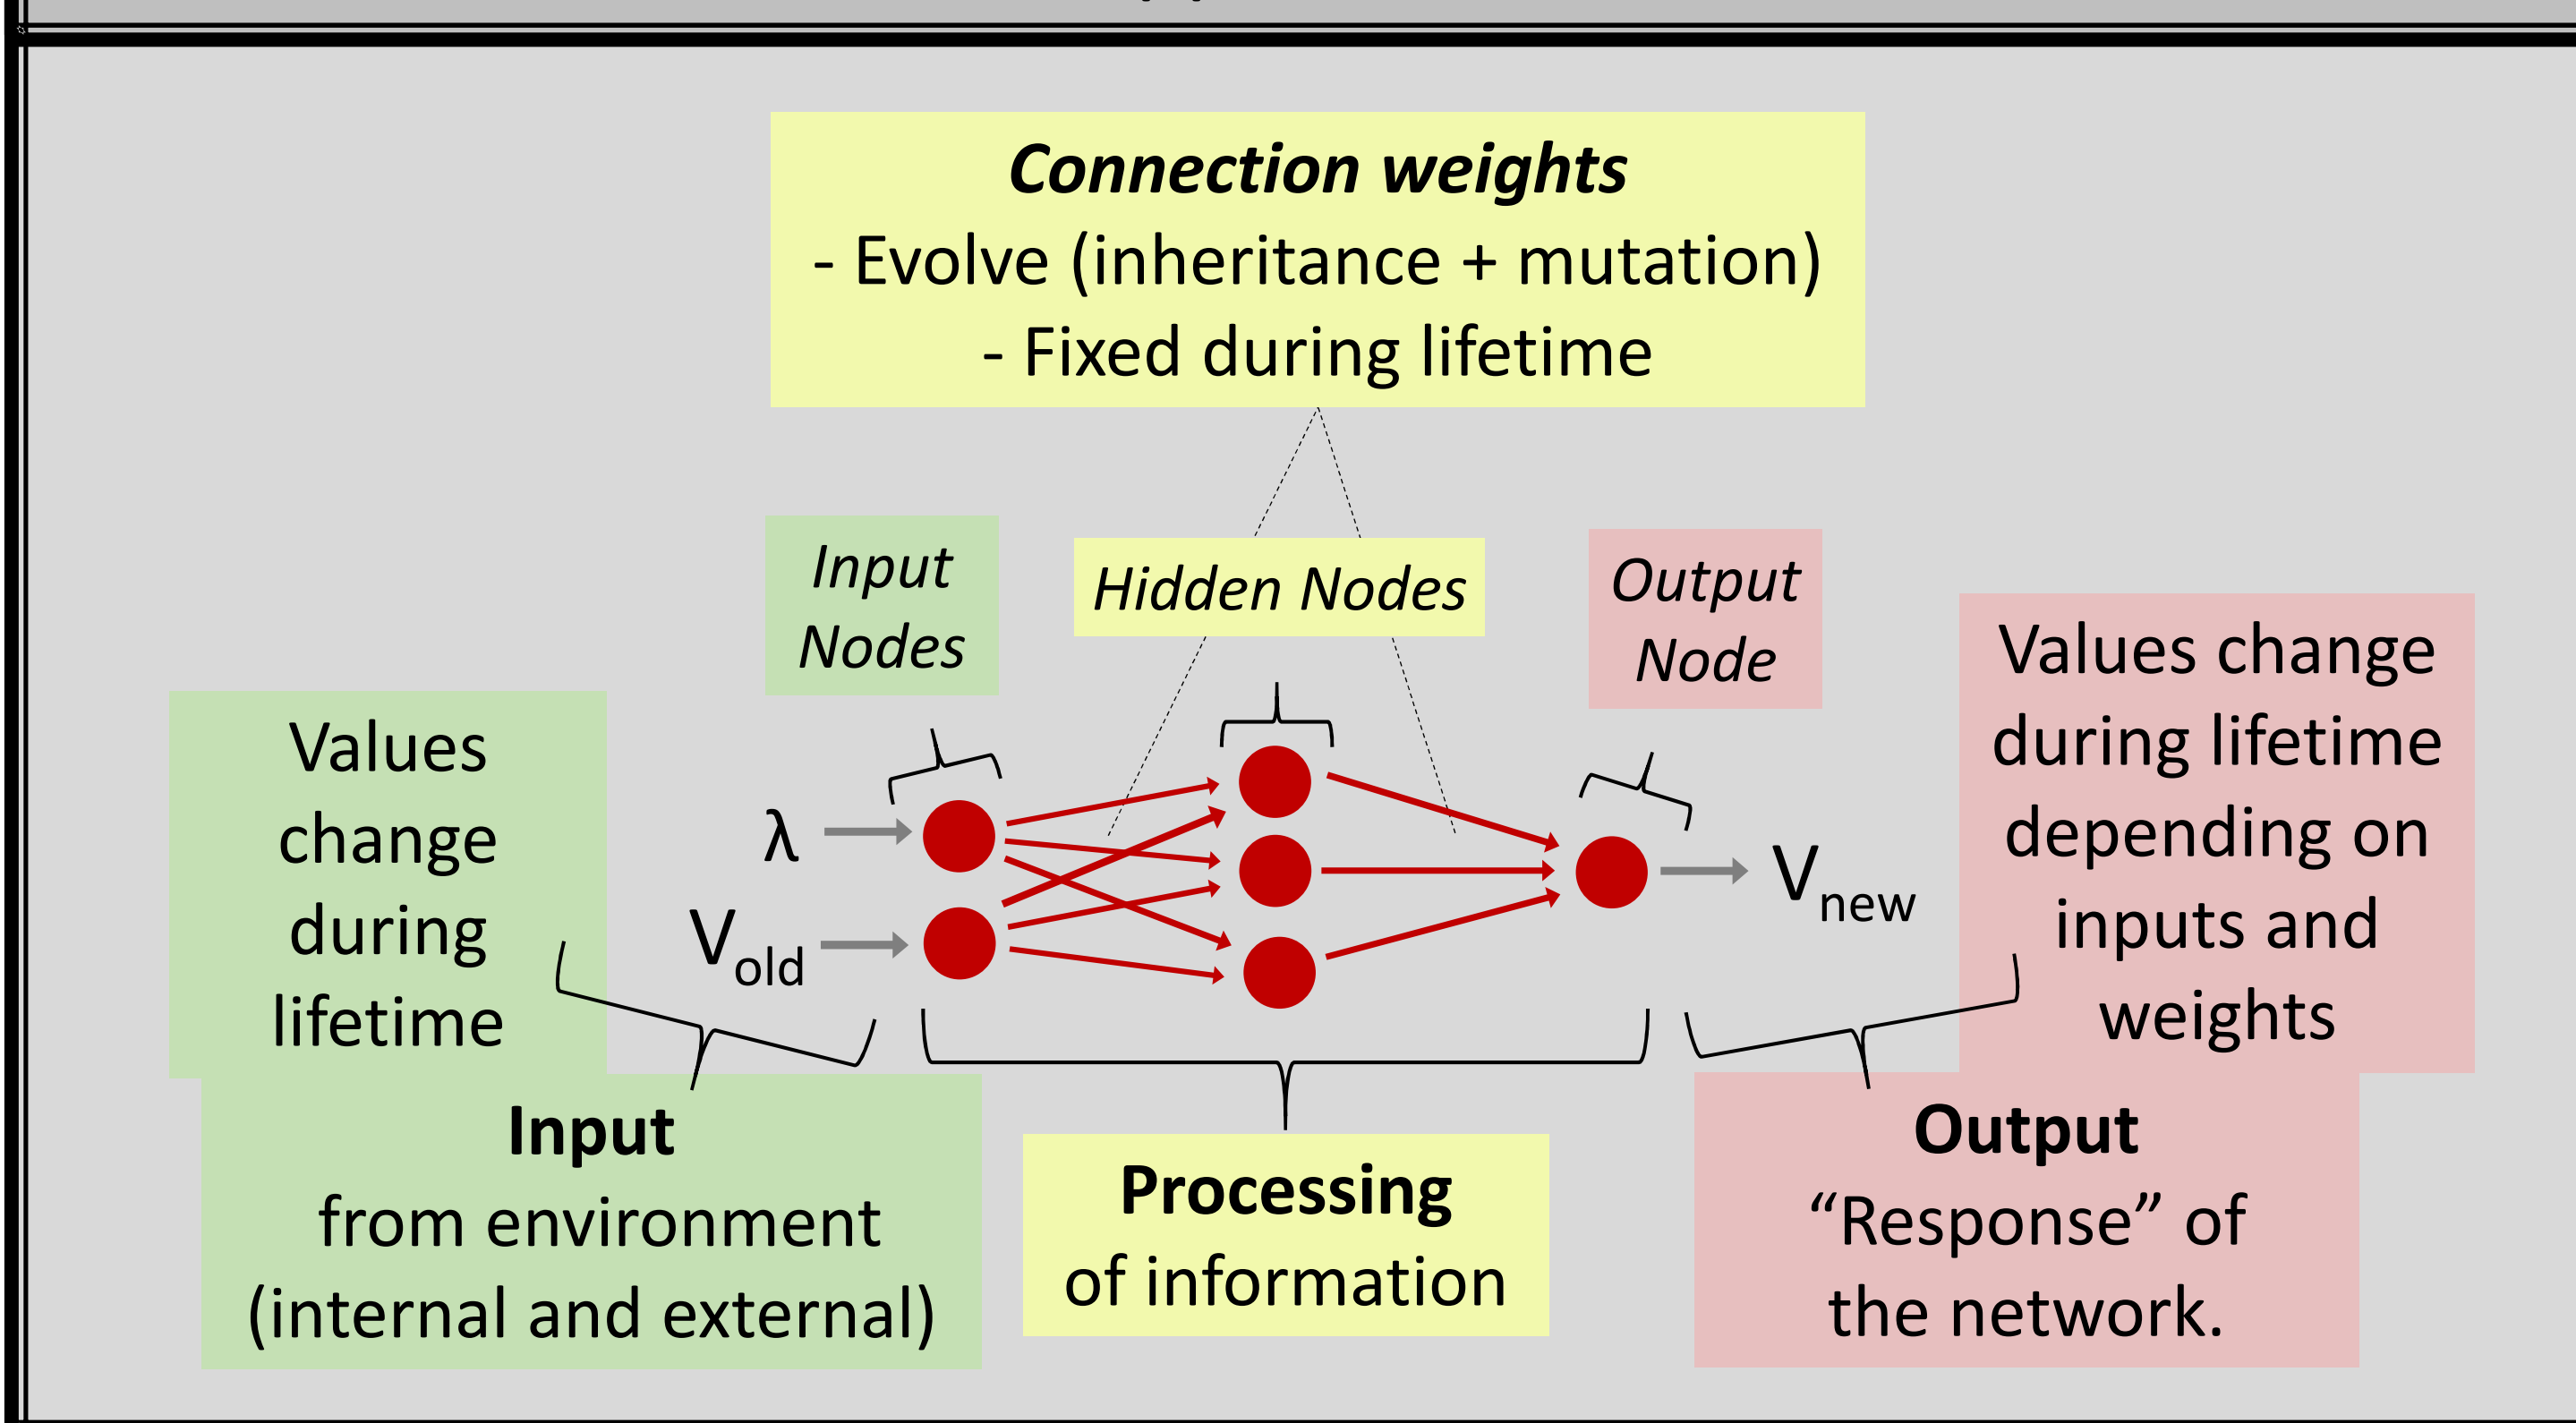 Connection weights
- Evolve (inheritance + mutation)
- Fixed during lifetime
Input
Nodes
Hidden Nodes
Output
Node
Values
change
during
lifetime
λ
Vold
Vnew
Values change
during lifetime
depending on
inputs and
weights
Input
from environment
(internal and external)
Processing
of information
Output
“Response” of
the network.